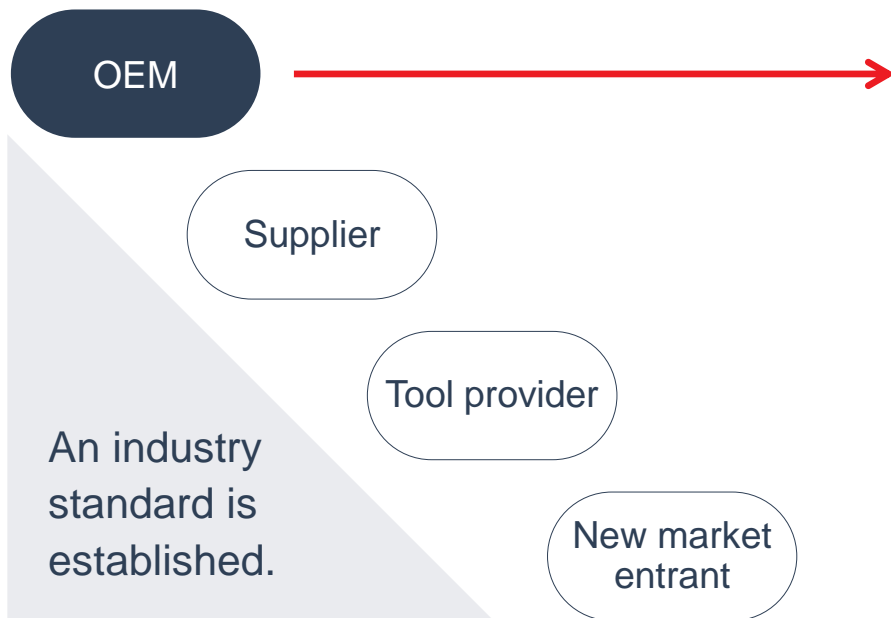 OEM
Supplier
Tool provider
An industry
standard is
established.
New market
entrant